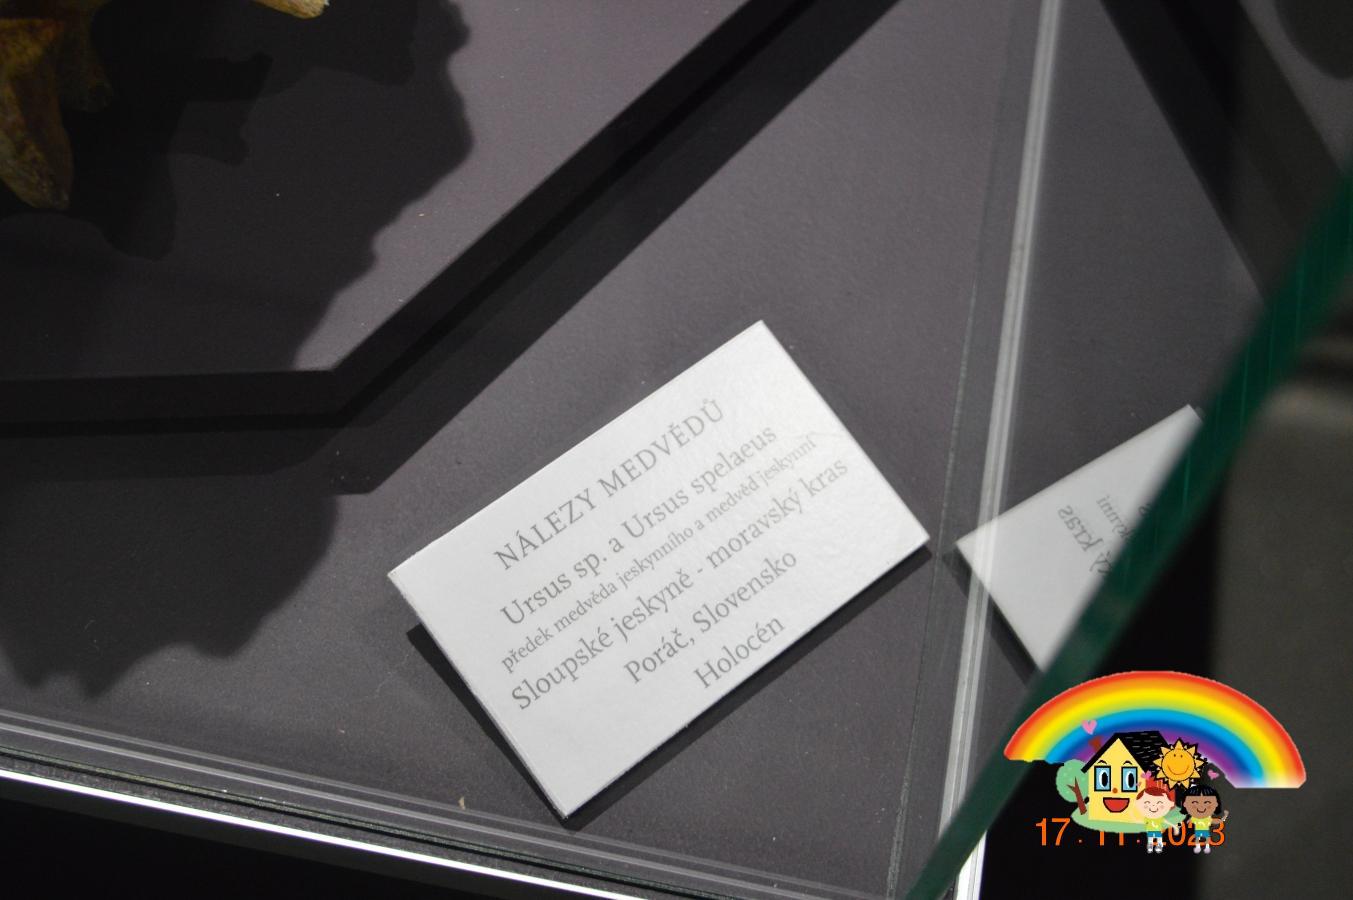 NÁLEZY MEDVĚDŮ
Ursus sp. a Ursus spelaeus
předek medvěda jeskynního a medvěd jeskynní
Sloupské jeskyně - moravský kras
Poráč, Slovensko
Holocén
17. 11. 2023